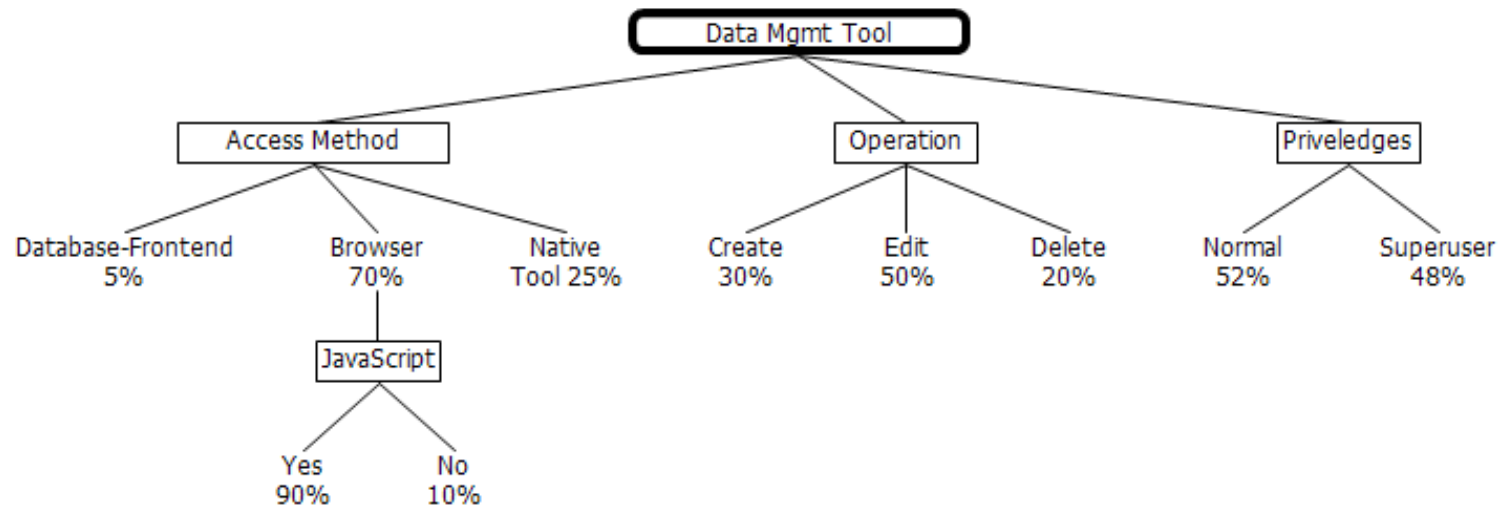 Data Mgmt Tool
Access Method
Operation
Priveledges
Database-Frontend
5%
Browser
70%
Native
Tool 25%
Create
30%
Edit
50%
Delete
20%
Normal
52%
Superuser
48%
JavaScript
Yes
90%
No
10%